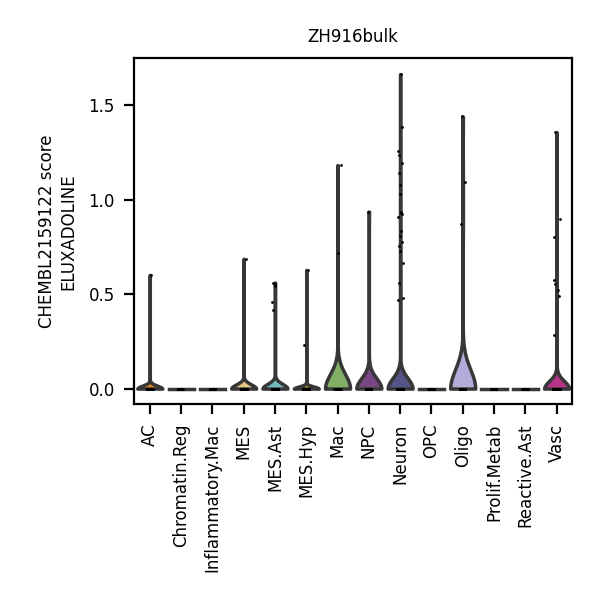 ZH916bulk
CHEMBL2159122 score
ELUXADOLINE
1.5
1.0
0.5
0.0
AC
Chromatin.Reg
Inflammatory.Mac
MES
MES.Ast
MES.Hyp
Mac
NPC
Neuron
OPC
Oligo
Prolif.Metab
Reactive.Ast
Vasc